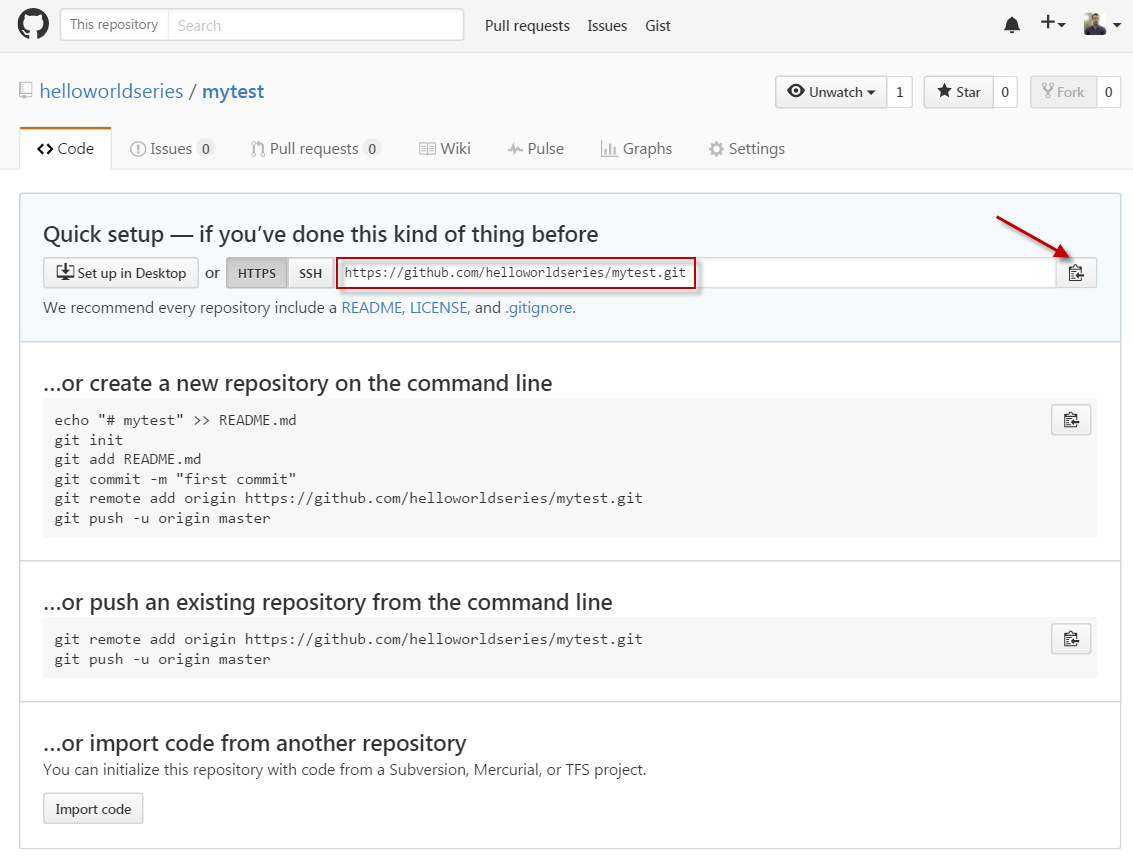 This repository Search Pull requests Issues Gist
helloworldseries / mytest Unwatch 1 Star 0 Fork 0
Code Issues 0 Pull requests 0 Wiki Pulse Graphs Settings
Quick setup — if you’ve done this kind of thing before
Set up in Desktop or HTTPS SSH https://github.com/helloworldseries/mytest.git
We recommend every repository include a README, LICENSE, and .gitignore.
…or create a new repository on the command line
echo "# mytest" >> README.md
git init
git add README.md
git commit -m "first commit"
git remote add origin https://github.com/helloworldseries/mytest.git
git push -u origin master
…or push an existing repository from the command line
git remote add origin https://github.com/helloworldseries/mytest.git
git push -u origin master
…or import code from another repository
You can initialize this repository with code from a Subversion, Mercurial, or TFS project.
Import code